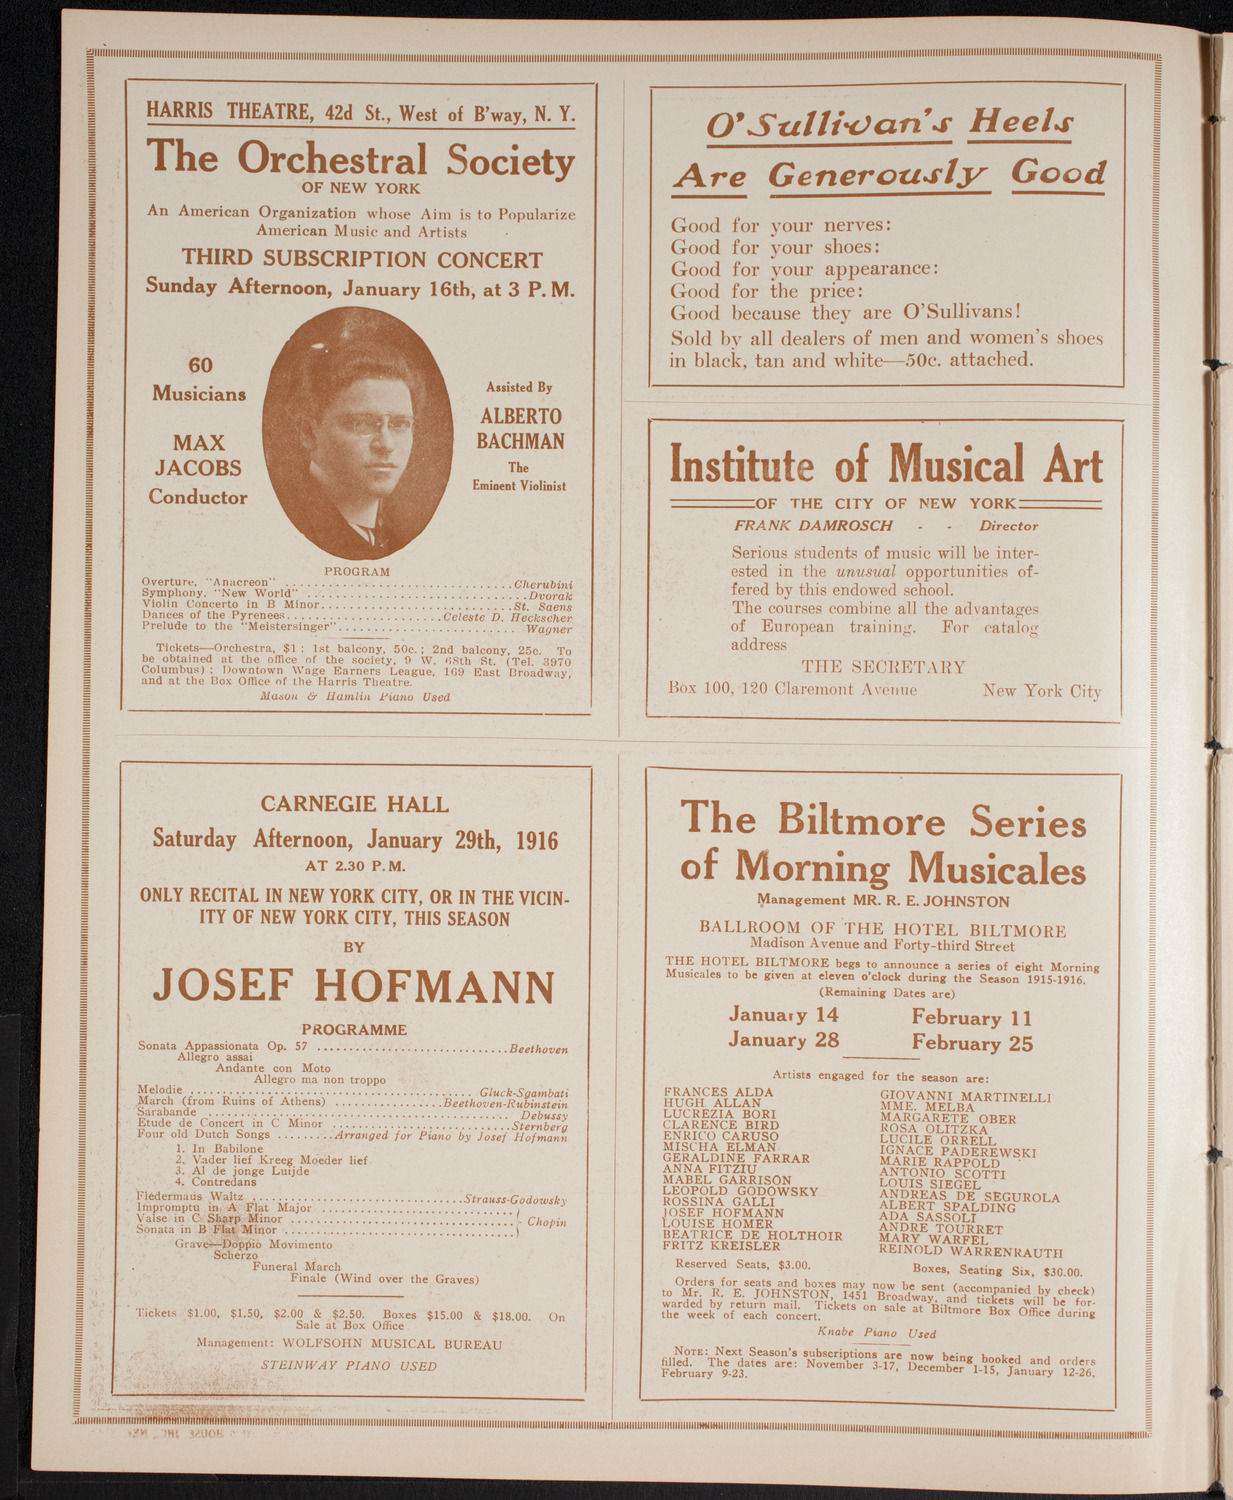 HARRIS THEATRE, 42d St., West of B'way, N. Y.
The Orchestral Society
OF NEW YORK
An American Organization whose Aim is to Popularize
American Music and Artists
THIRD SUBSCRIPTION CONCERT
Sunday Afternoon, January 16th, at 3 P. M.
60
Musicians
MAX
JACOBS
Conductor
Assisted By
ALBERTO
BACHMAN
The
Eminent Violinist
PROGRAM
Overture, "Anacreon" ................................Cherubini
Symphony, "New World" ................................Dvorak
Violin Concerto in B Minor...........................St. Saens
Dances of the Pyrenees......................Celeste D. Heckscher
Prelude to the "Meistersinger"......................... Wagner
Tickets—Orchestra, $1; 1st balcony, 50c.; 2nd balcony, 25c. To
be obtained at the office of the society, 9 W. 68th St. (Tel. 3970
Columbus); Downtown Wage Earners League, 169 East Broadway,
and at the Box Office of the Harris Theatre.
Mason & Hamlin Piano Used
O'Sullivan's Heels
Are Generously Good
Good for your nerves:
Good for your shoes:
Good for your appearance:
Good for the price:
Good because they are O'Sullivans!
Sold by all dealers of men and women's shoes
in black, tan and white—50c. attached.
Institute of Musical Art
OF THE CITY OF NEW YORK
FRANK DAMROSCH - - Director
Serious students of music will be inter-
ested in the unusual opportunities of-
fered by this endowed school.
The courses combine all the advantages
of European training. For catalog
address
THE SECRETARY
Box 100, 120 Claremont Avenue New York City
CARNEGIE HALL
Saturday Afternoon, January 29th, 1916
AT 2.30 P.M.
ONLY RECITAL IN NEW YORK CITY, OR IN THE VICIN-
ITY OF NEW YORK CITY, THIS SEASON
BY
JOSEF HOFMANN
PROGRAMME
Sonata Appassionata Op. 57 .............................Beethoven
Allegro assai
Andante con Moto
Allegro ma non troppo
Melodie ........................................... Gluck-Sgambati
March (from Ruins of Athens) ................Beethoven-Rubinstein
Sarabande .............................................. Debussy
Etude de Concert in C Minor ...........................Sternberg
Four old Dutch Songs .........Arranged for Piano by Josef Hofmann
1. In Babilone
2. Vader lief Kreeg Moeder lief
3. Al de jonge Luijde
4. Contredans
Fledermaus Waltz ................................Strauss-Godowsky
Impromptu in A Flat Major ..............................
Valse in C Sharp Minor ................................. Chopin
Sonata in B Flat Minor .................................
Grave—Doppio Movimento
Scherzo
Funeral March
Finale (Wind over the Graves)
Tickets $1.00, $1.50, $2.00 & $2.50. Boxes $15.00 & $18.00. On
Sale at Box Office
Management: WOLFSOHN MUSICAL BUREAU
STEINWAY PIANO USED
The Biltmore Series
of Morning Musicales
Management MR. R. E. JOHNSTON
BALLROOM OF THE HOTEL BILTMORE
Madison Avenue and Forty-third Street
THE HOTEL BILTMORE begs to announce a series of eight Morning
Musicales to be given at eleven o'clock during the Season 1915-1916.
(Remaining Dates are)
January 14 February 11
January 28 February 25
Artists engaged for the season are:
FRANCES ALDA
HUGH ALLAN
LUCREZIA BORI
CLARENCE BIRD
ENRICO CARUSO
MISCHA ELMAN
GERALDINE FARRAR
ANNA FITZIU
MABEL GARRISON
LEOPOLD GODOWSKY
ROSSINA GALLI
JOSEF HOFMANN
LOUISE HOMER
BEATRICE DE HOLTHOIR
FRITZ KREISLER
GIOVANNI MARTINELLI
MME. MELBA
MARGARETE OBER
ROSA OLITZKA
LUCILE ORRELL
IGNACE PADEREWSKI
MARIE RAPPOLD
ANTONIO SCOTTI
LOUIS SIEGEL
ANDREAS DE SEGUROLA
ALBERT SPALDING
ADA SASSOLI
ANDRE TOURRET
MARY WARFEL
REINOLD WARRENRAUTH
Reserved Seats, $3.00. Boxes, Seating Six, $30.00.
Orders for seats and boxes may now be sent (accompanied by check)
to Mr. R. E. JOHNSTON, 1451 Broadway, and tickets will be for-
warded by return mail. Tickets on sale at Biltmore Box Office during
the week of each concert.
Knabe Piano Used
NOTE: Next Season's subscriptions are now being booked and orders
filled. The dates are: November 3-17, December 1-15, January 12-26,
February 9-23.